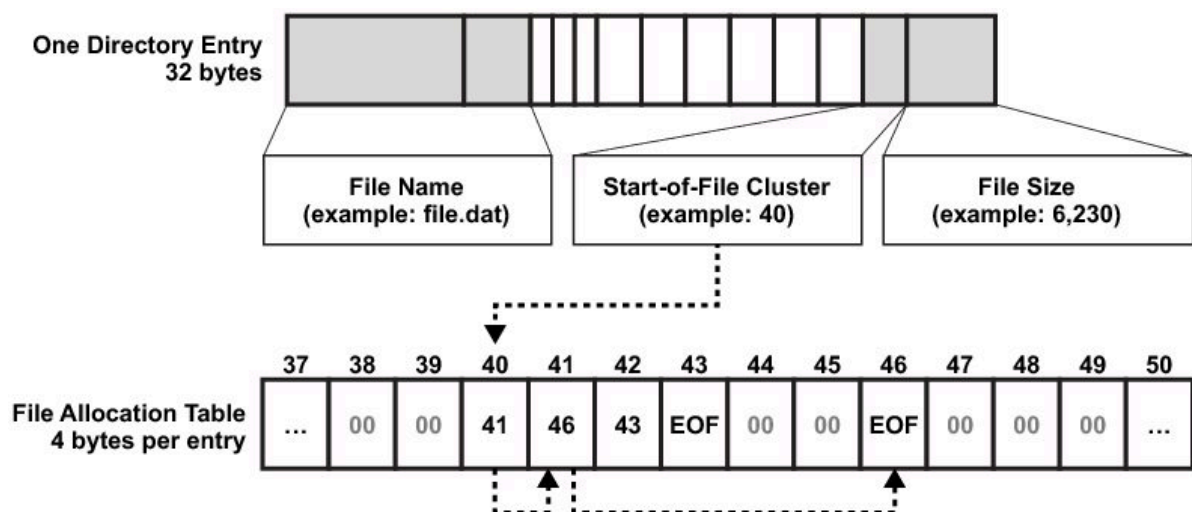 One Directory Entry
32 bytes
File Name
(example: file.dat)
Start-of-File Cluster
(example: 40)
File Size
(example: 6,230)
37 38 39 40 41 42 43 44 45 46 47 48 49 50
File Allocation Table
4 bytes per entry
... 00 00 41 46 43 EOF 00 00 EOF 00 00 00 ...